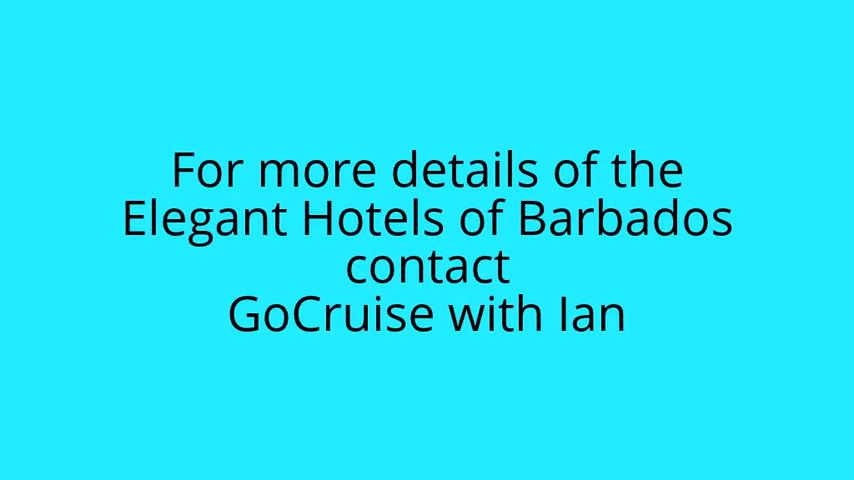 For more details of the
Elegant Hotels of Barbados
contact
GoCruise with Ian